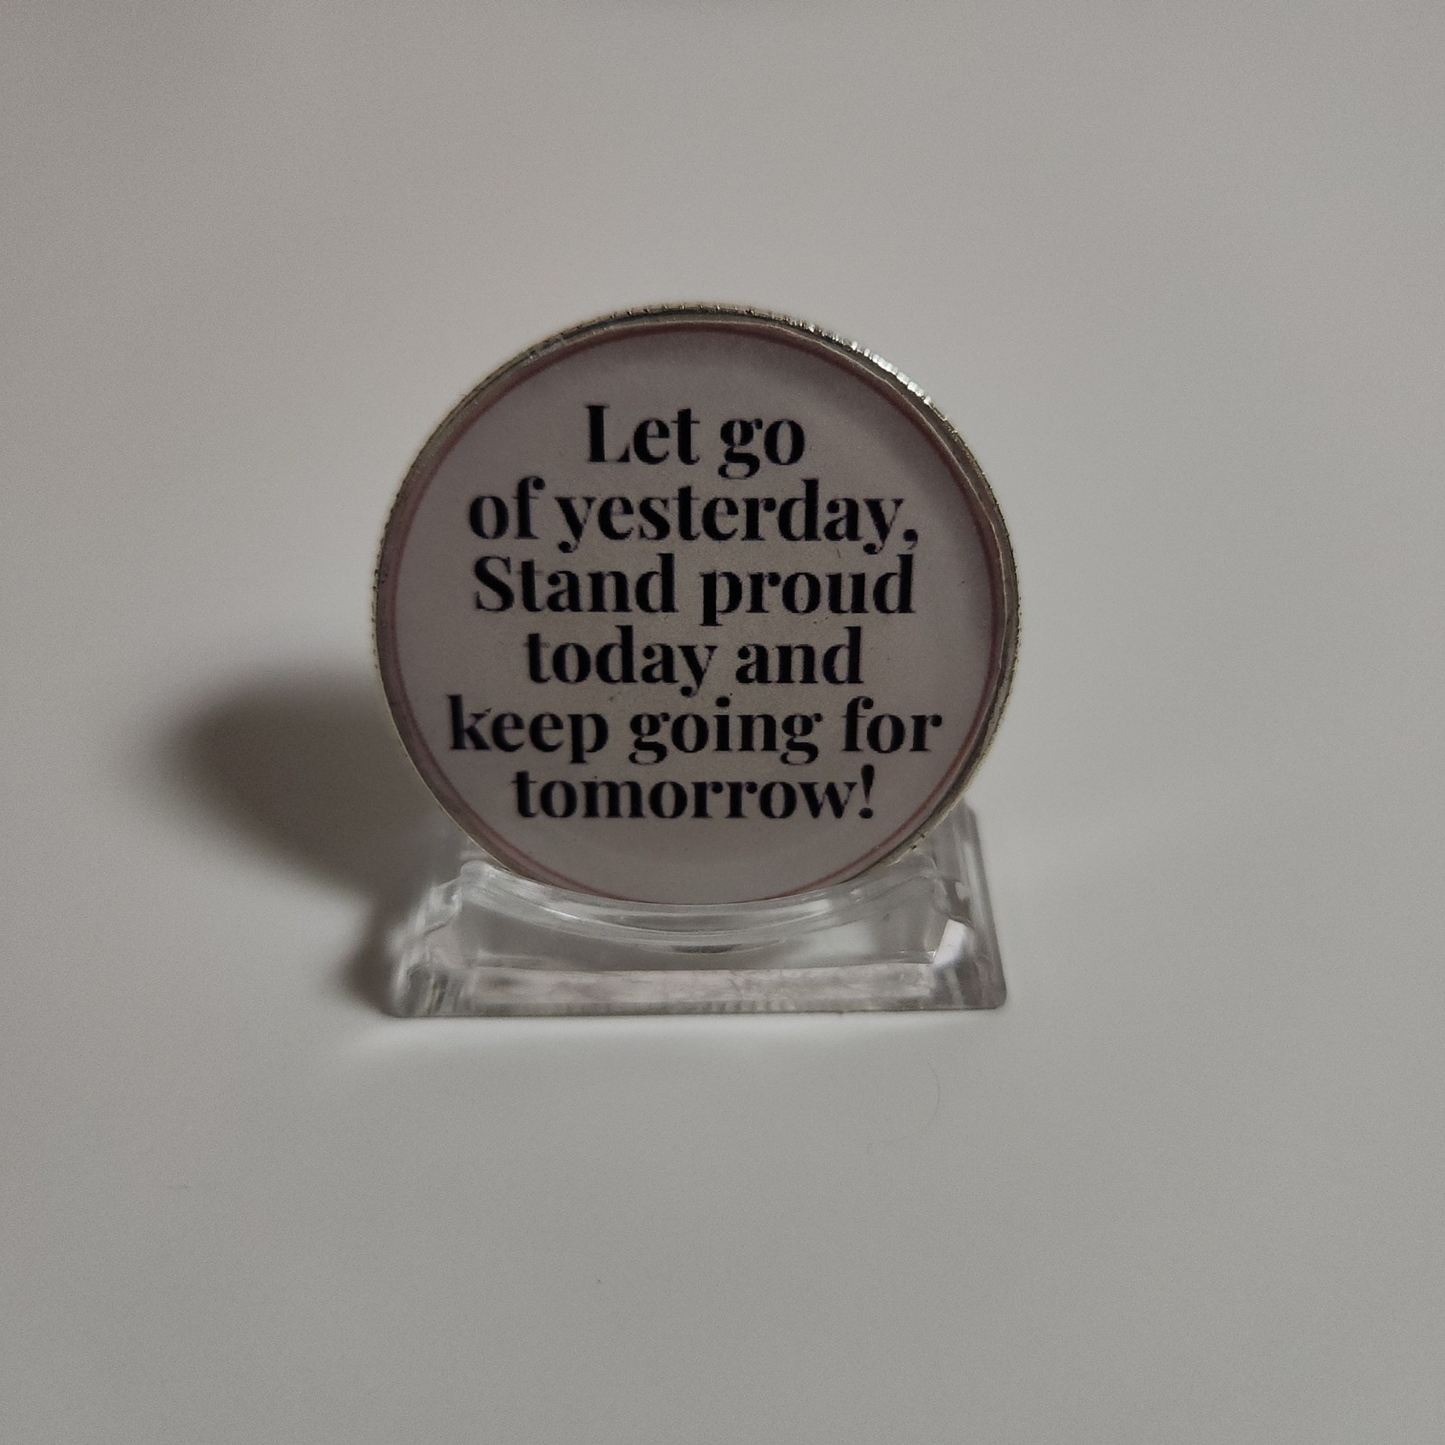 Let go
of yesterday,
Stand proud
today and
keep going for
tomorrow!